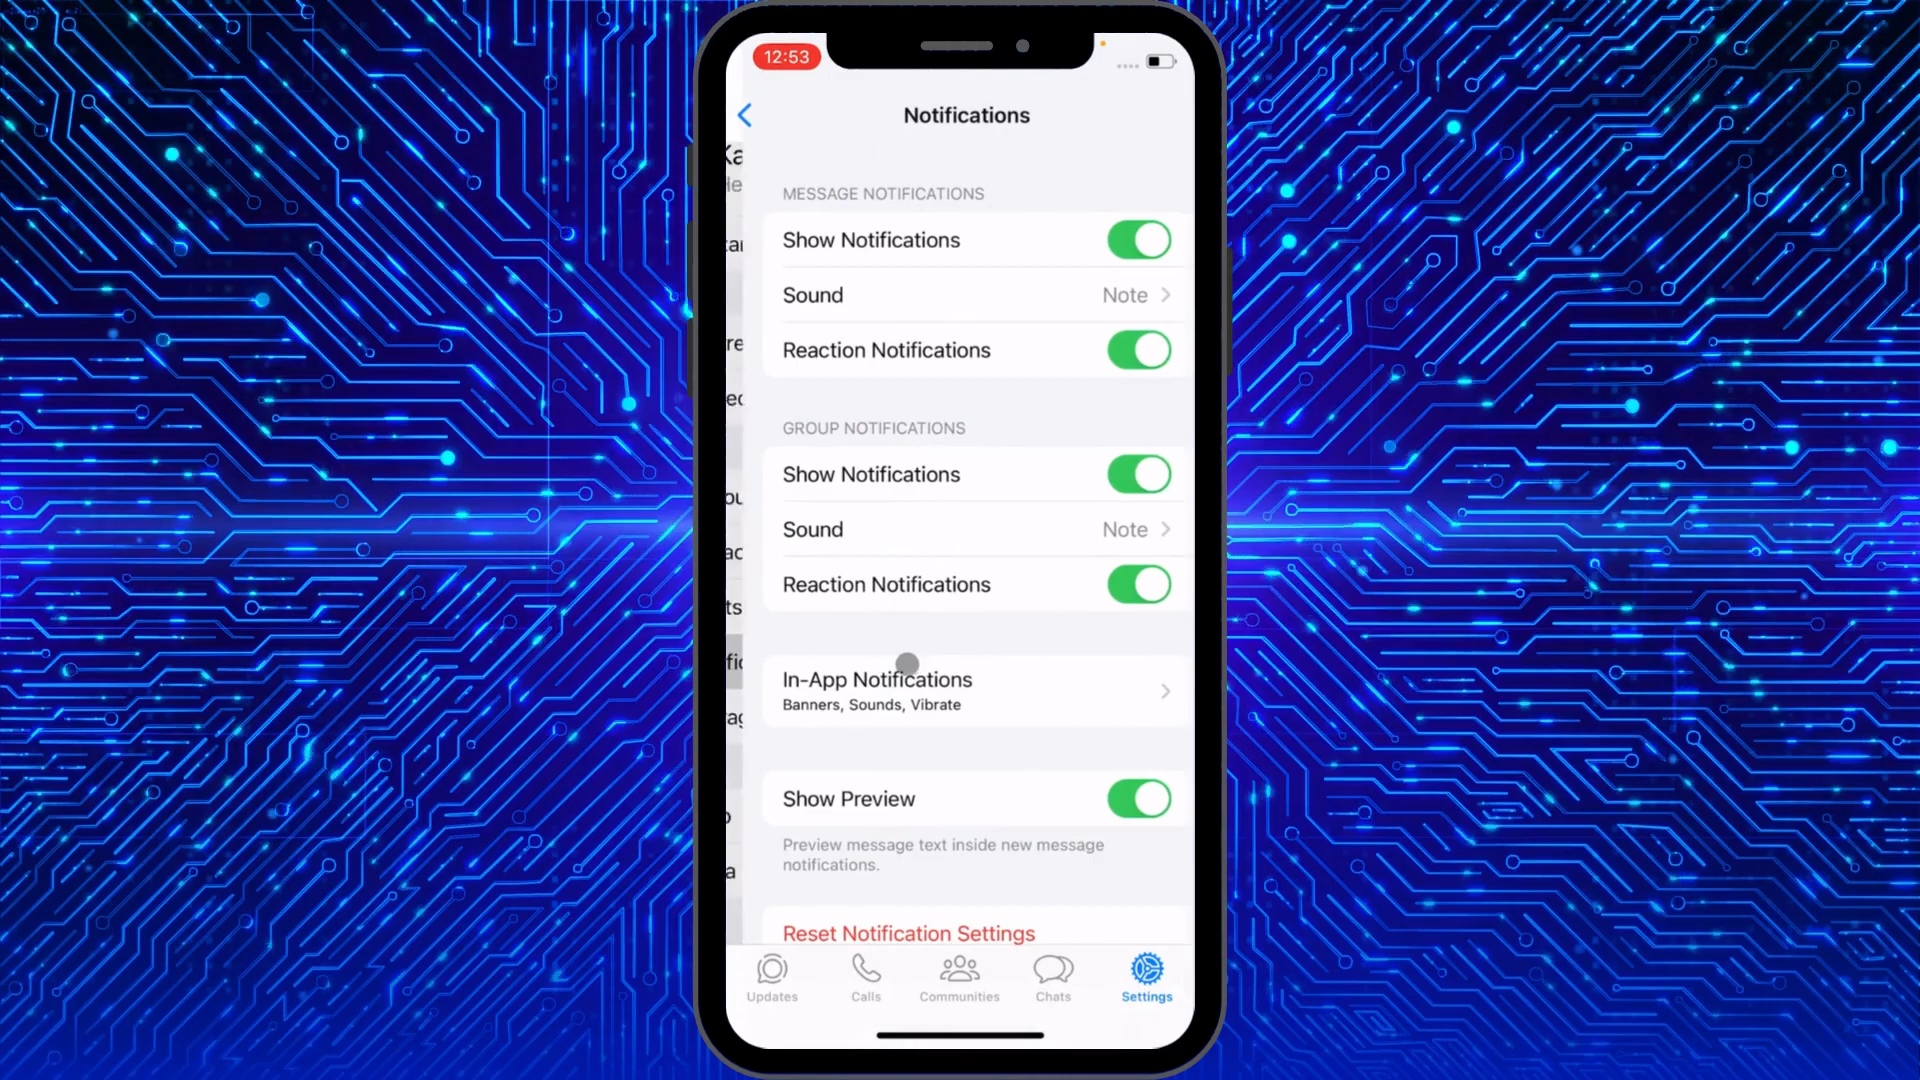 12:53
Notifications
Ka
He
MESSAGE NOTIFICATIONS
Show Notifications
Sound Note
Reaction Notifications
GROUP NOTIFICATIONS
Show Notifications
Sound Note
Reaction Notifications
In-App Notifications
Banners, Sounds, Vibrate
Show Preview
Preview message text inside new message
notifications.
Reset Notification Settings
Updates Calls Communities Chats Settings